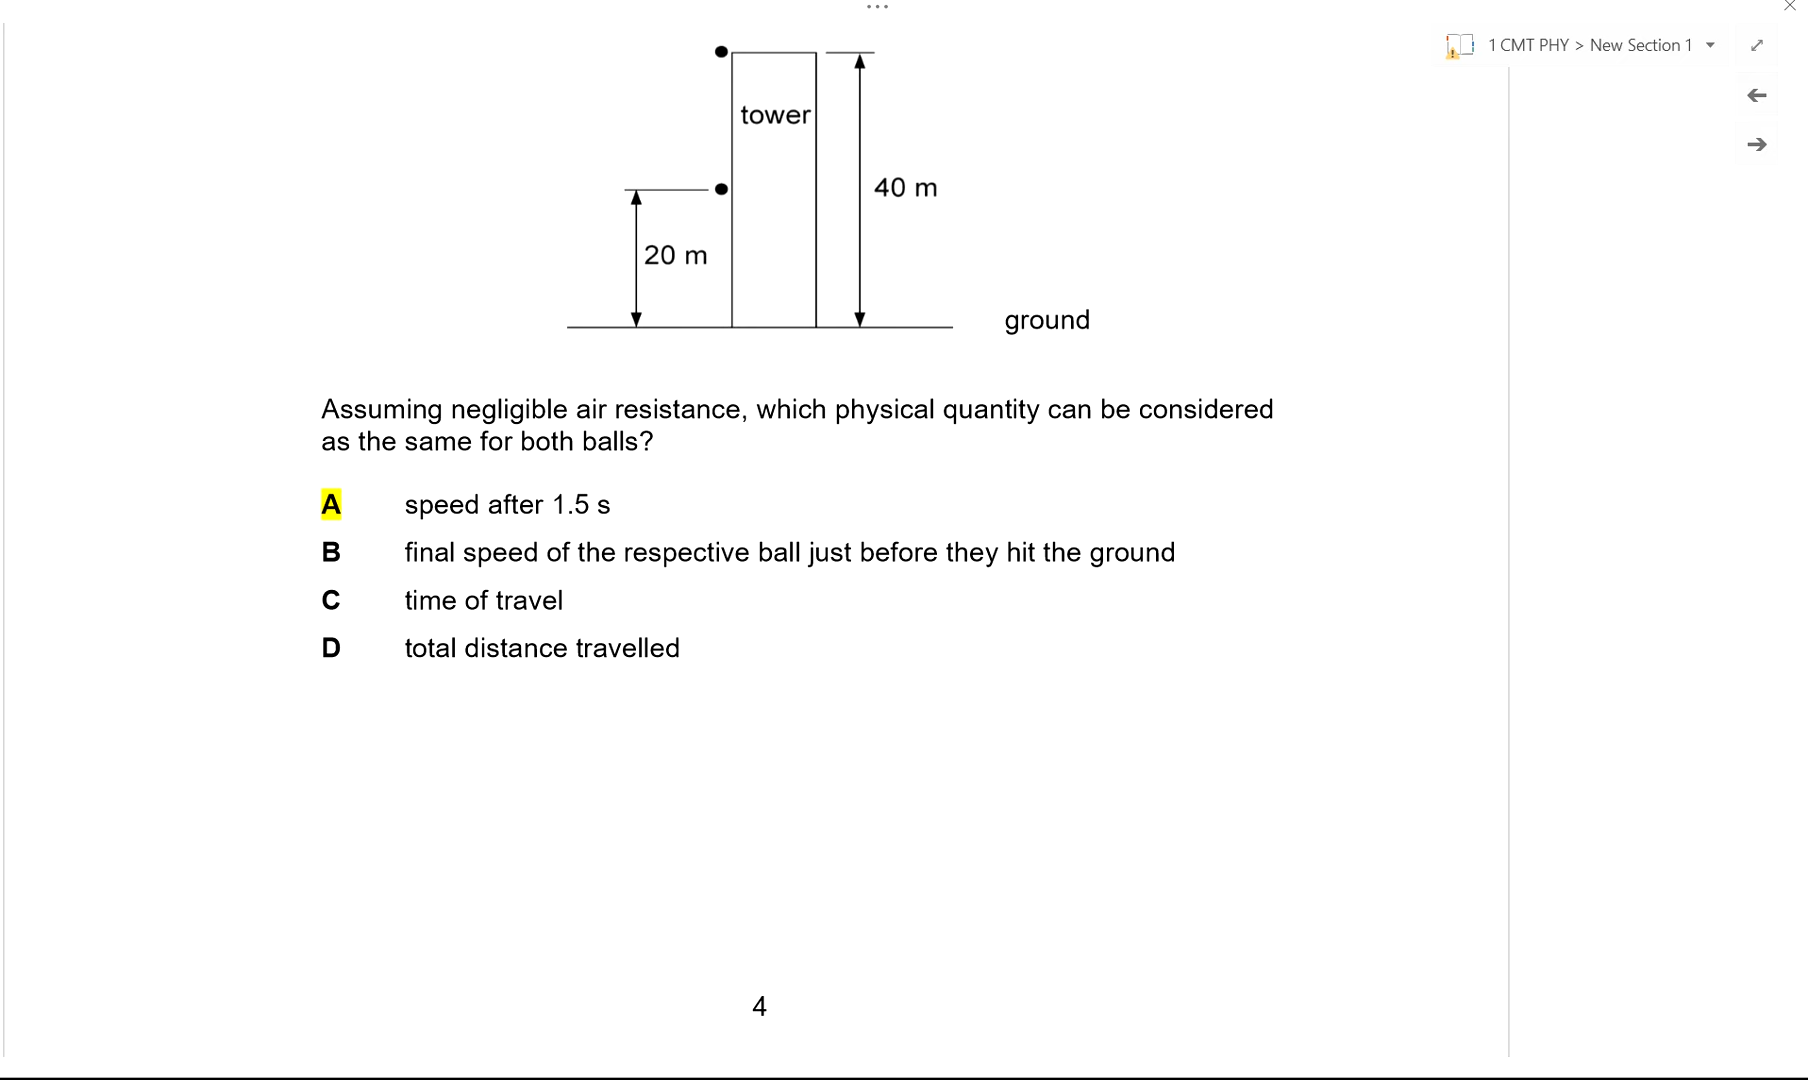 1 CMT PHY > New Section 1
tower
40 m
20 m
ground
Assuming negligible air resistance, which physical quantity can be considered
as the same for both balls?
A speed after 1.5 s
B final speed of the respective ball just before they hit the ground
C time of travel
D total distance travelled
4